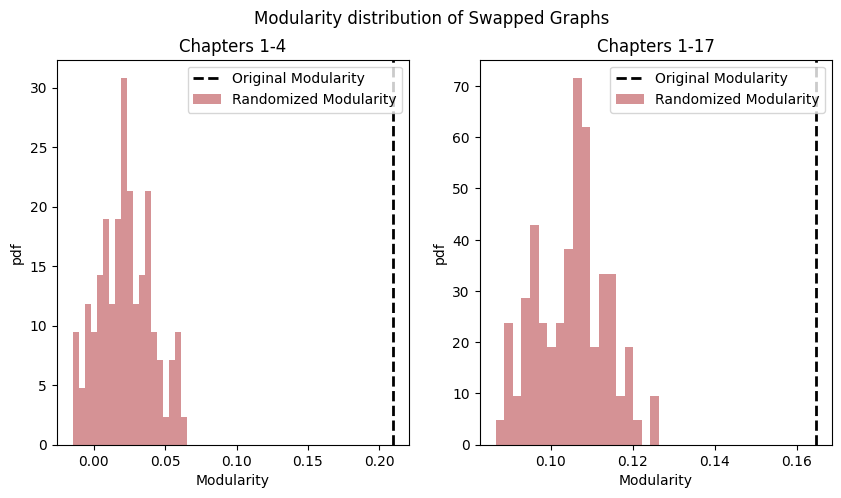 Modularity distribution of Swapped Graphs
Chapters 1-4
Original Modularity
Randomized Modularity
30
25
20
15
10
5
0
pdf
0.00 0.05 0.10 0.15 0.20
Modularity
Chapters 1-17
Original Modularity
Randomized Modularity
70
60
50
40
30
20
10
0
pdf
0.10 0.12 0.14 0.16
Modularity